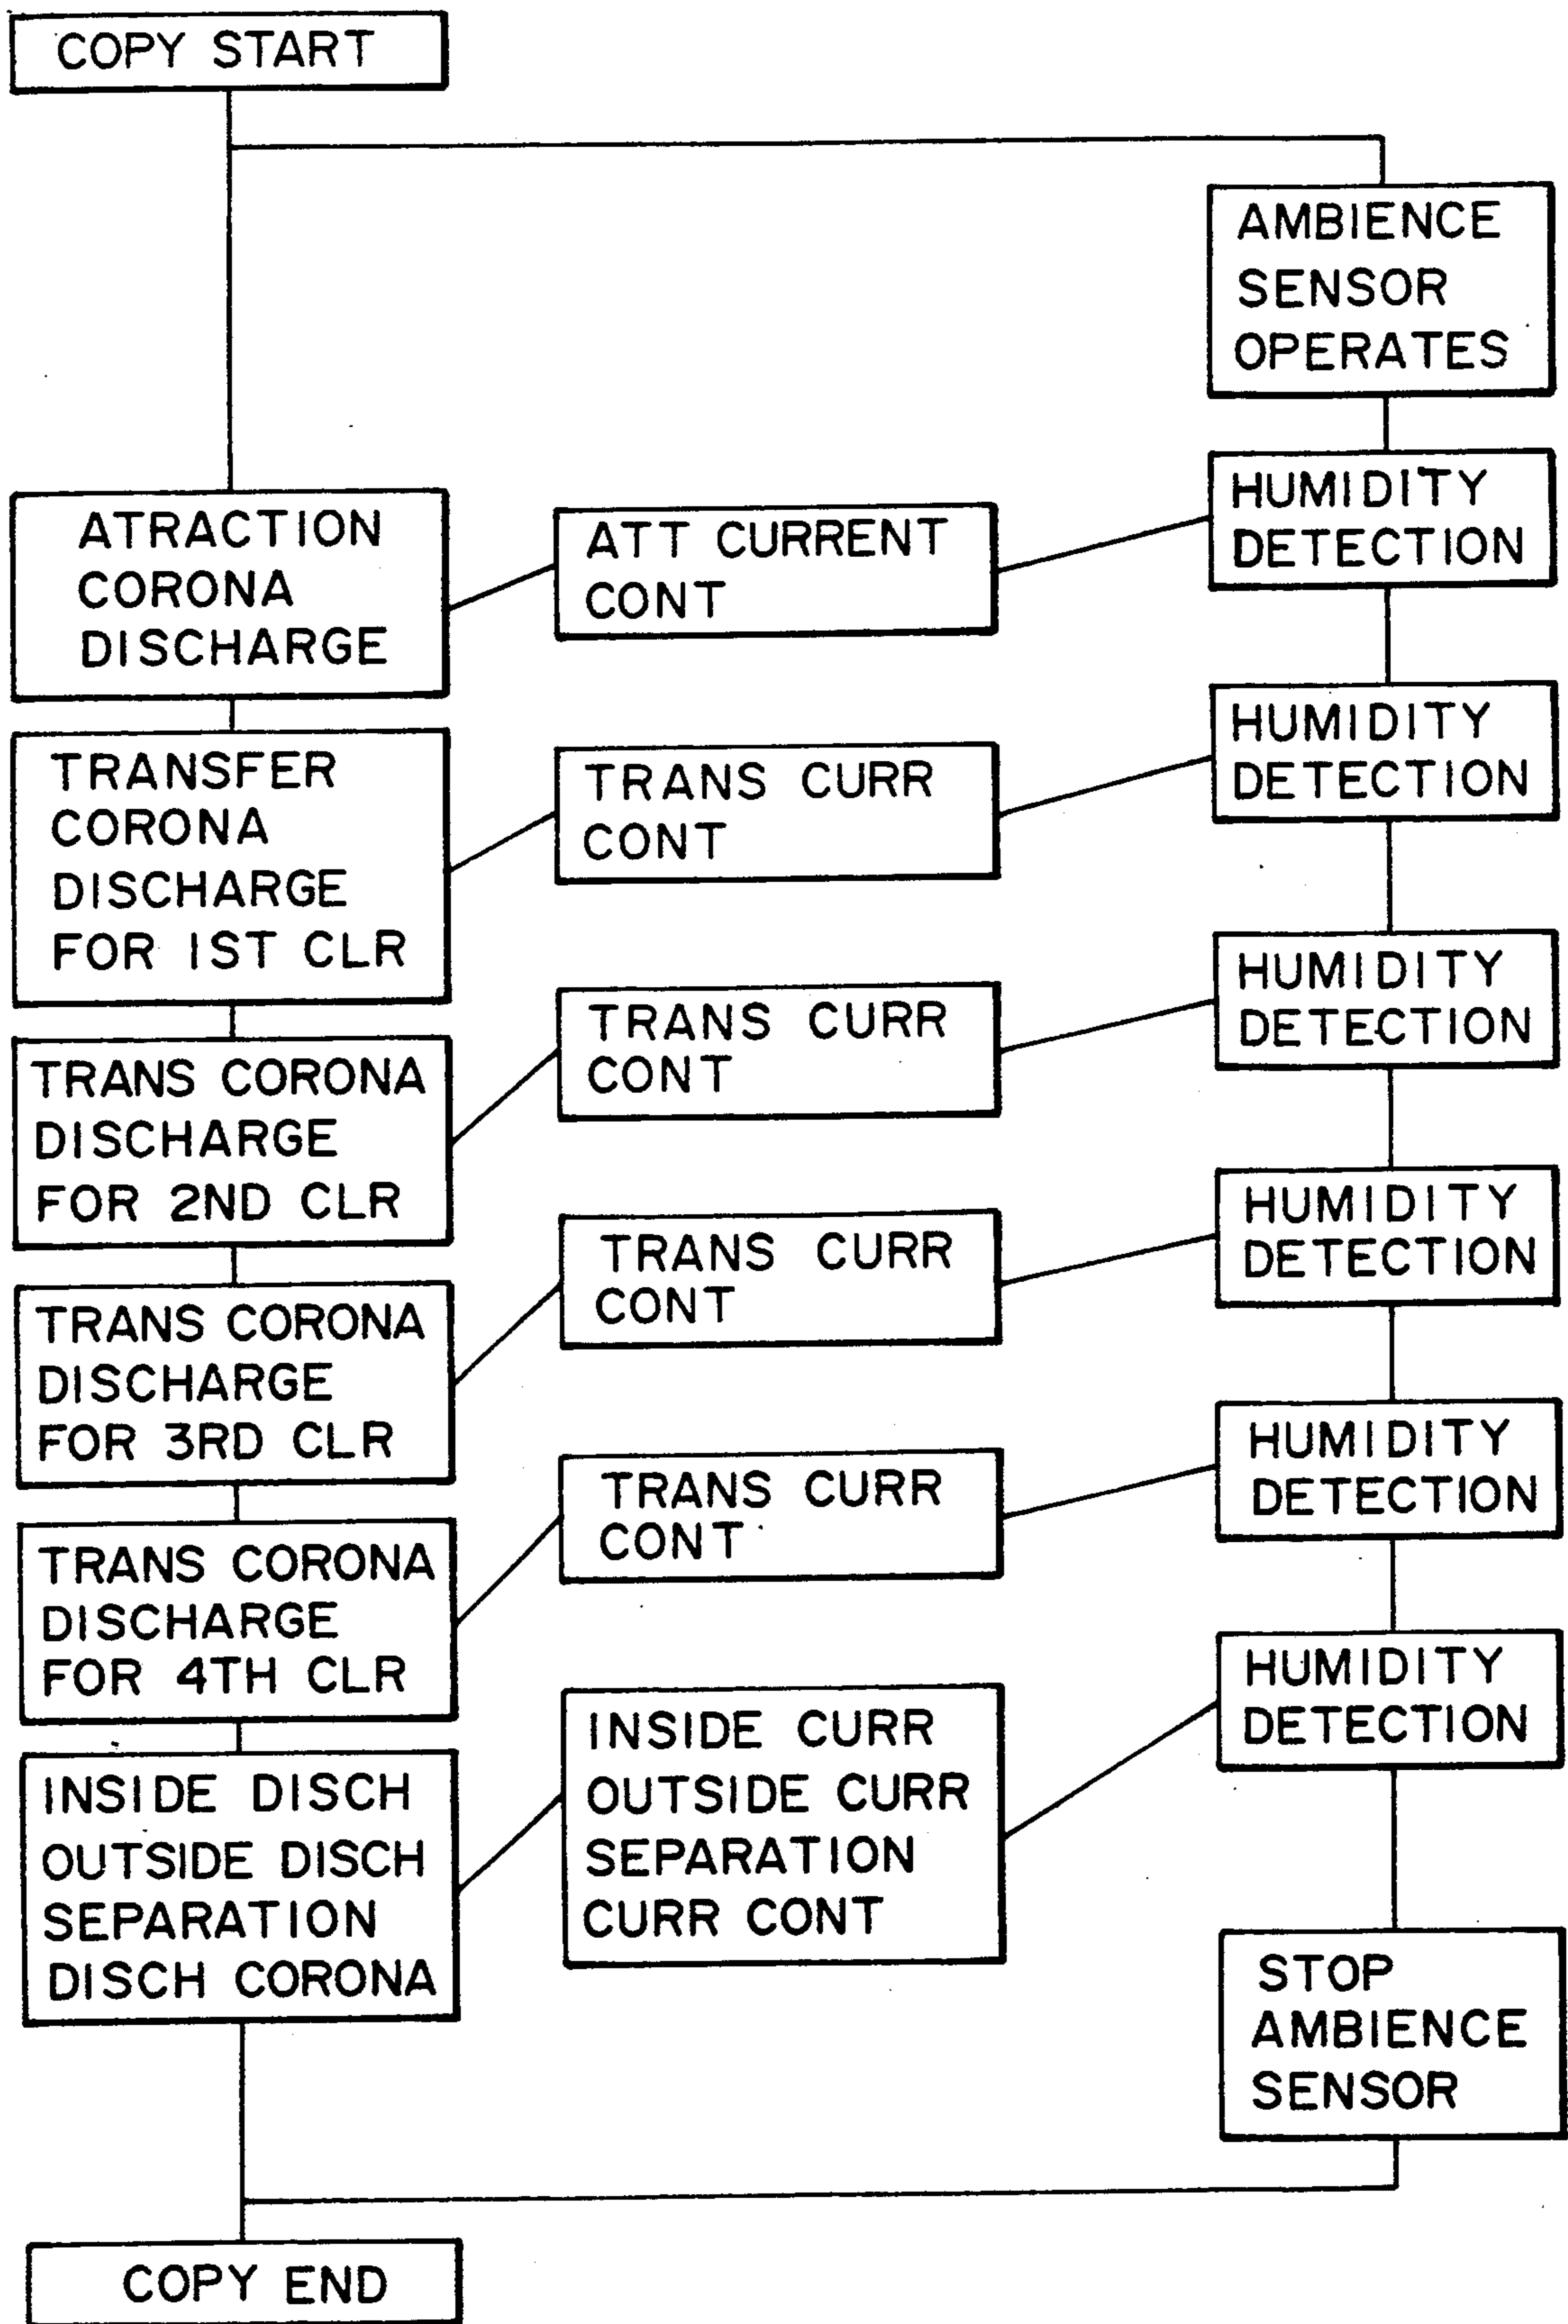 COPY START
AMBIENCE
SENSOR
OPERATES
ATRACTION
CORONA
DISCHARGE
ATT CURRENT
CONT
HUMIDITY
DETECTION
TRANSFER
CORONA
DISCHARGE
FOR 1ST CLR
TRANS CURR
CONT
HUMIDITY
DETECTION
TRANS CORONA
DISCHARGE
FOR 2ND CLR
TRANS CURR
CONT
HUMIDITY
DETECTION
TRANS CORONA
DISCHARGE
FOR 3RD CLR
TRANS CURR
CONT
HUMIDITY
DETECTION
TRANS CORONA
DISCHARGE
FOR 4TH CLR
TRANS CURR
CONT
HUMIDITY
DETECTION
INSIDE DISCH
OUTSIDE DISCH
SEPARATION
DISCH CORONA
INSIDE CURR
OUTSIDE CURR
SEPARATION
CURR CONT
HUMIDITY
DETECTION
STOP
AMBIENCE
SENSOR
COPY END